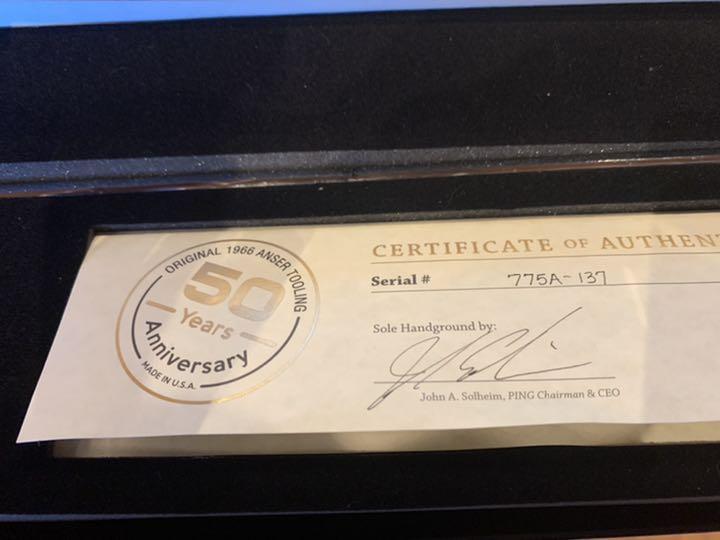 ORIGINAL 1966 ANSER TOOLING
50
Years
Anniversary
MADE IN U.S.A.
CERTIFICATE OF AUTHEN
Serial # 775A-137
Sole Handground by:
John A. Solheim, PING Chairman & CEO